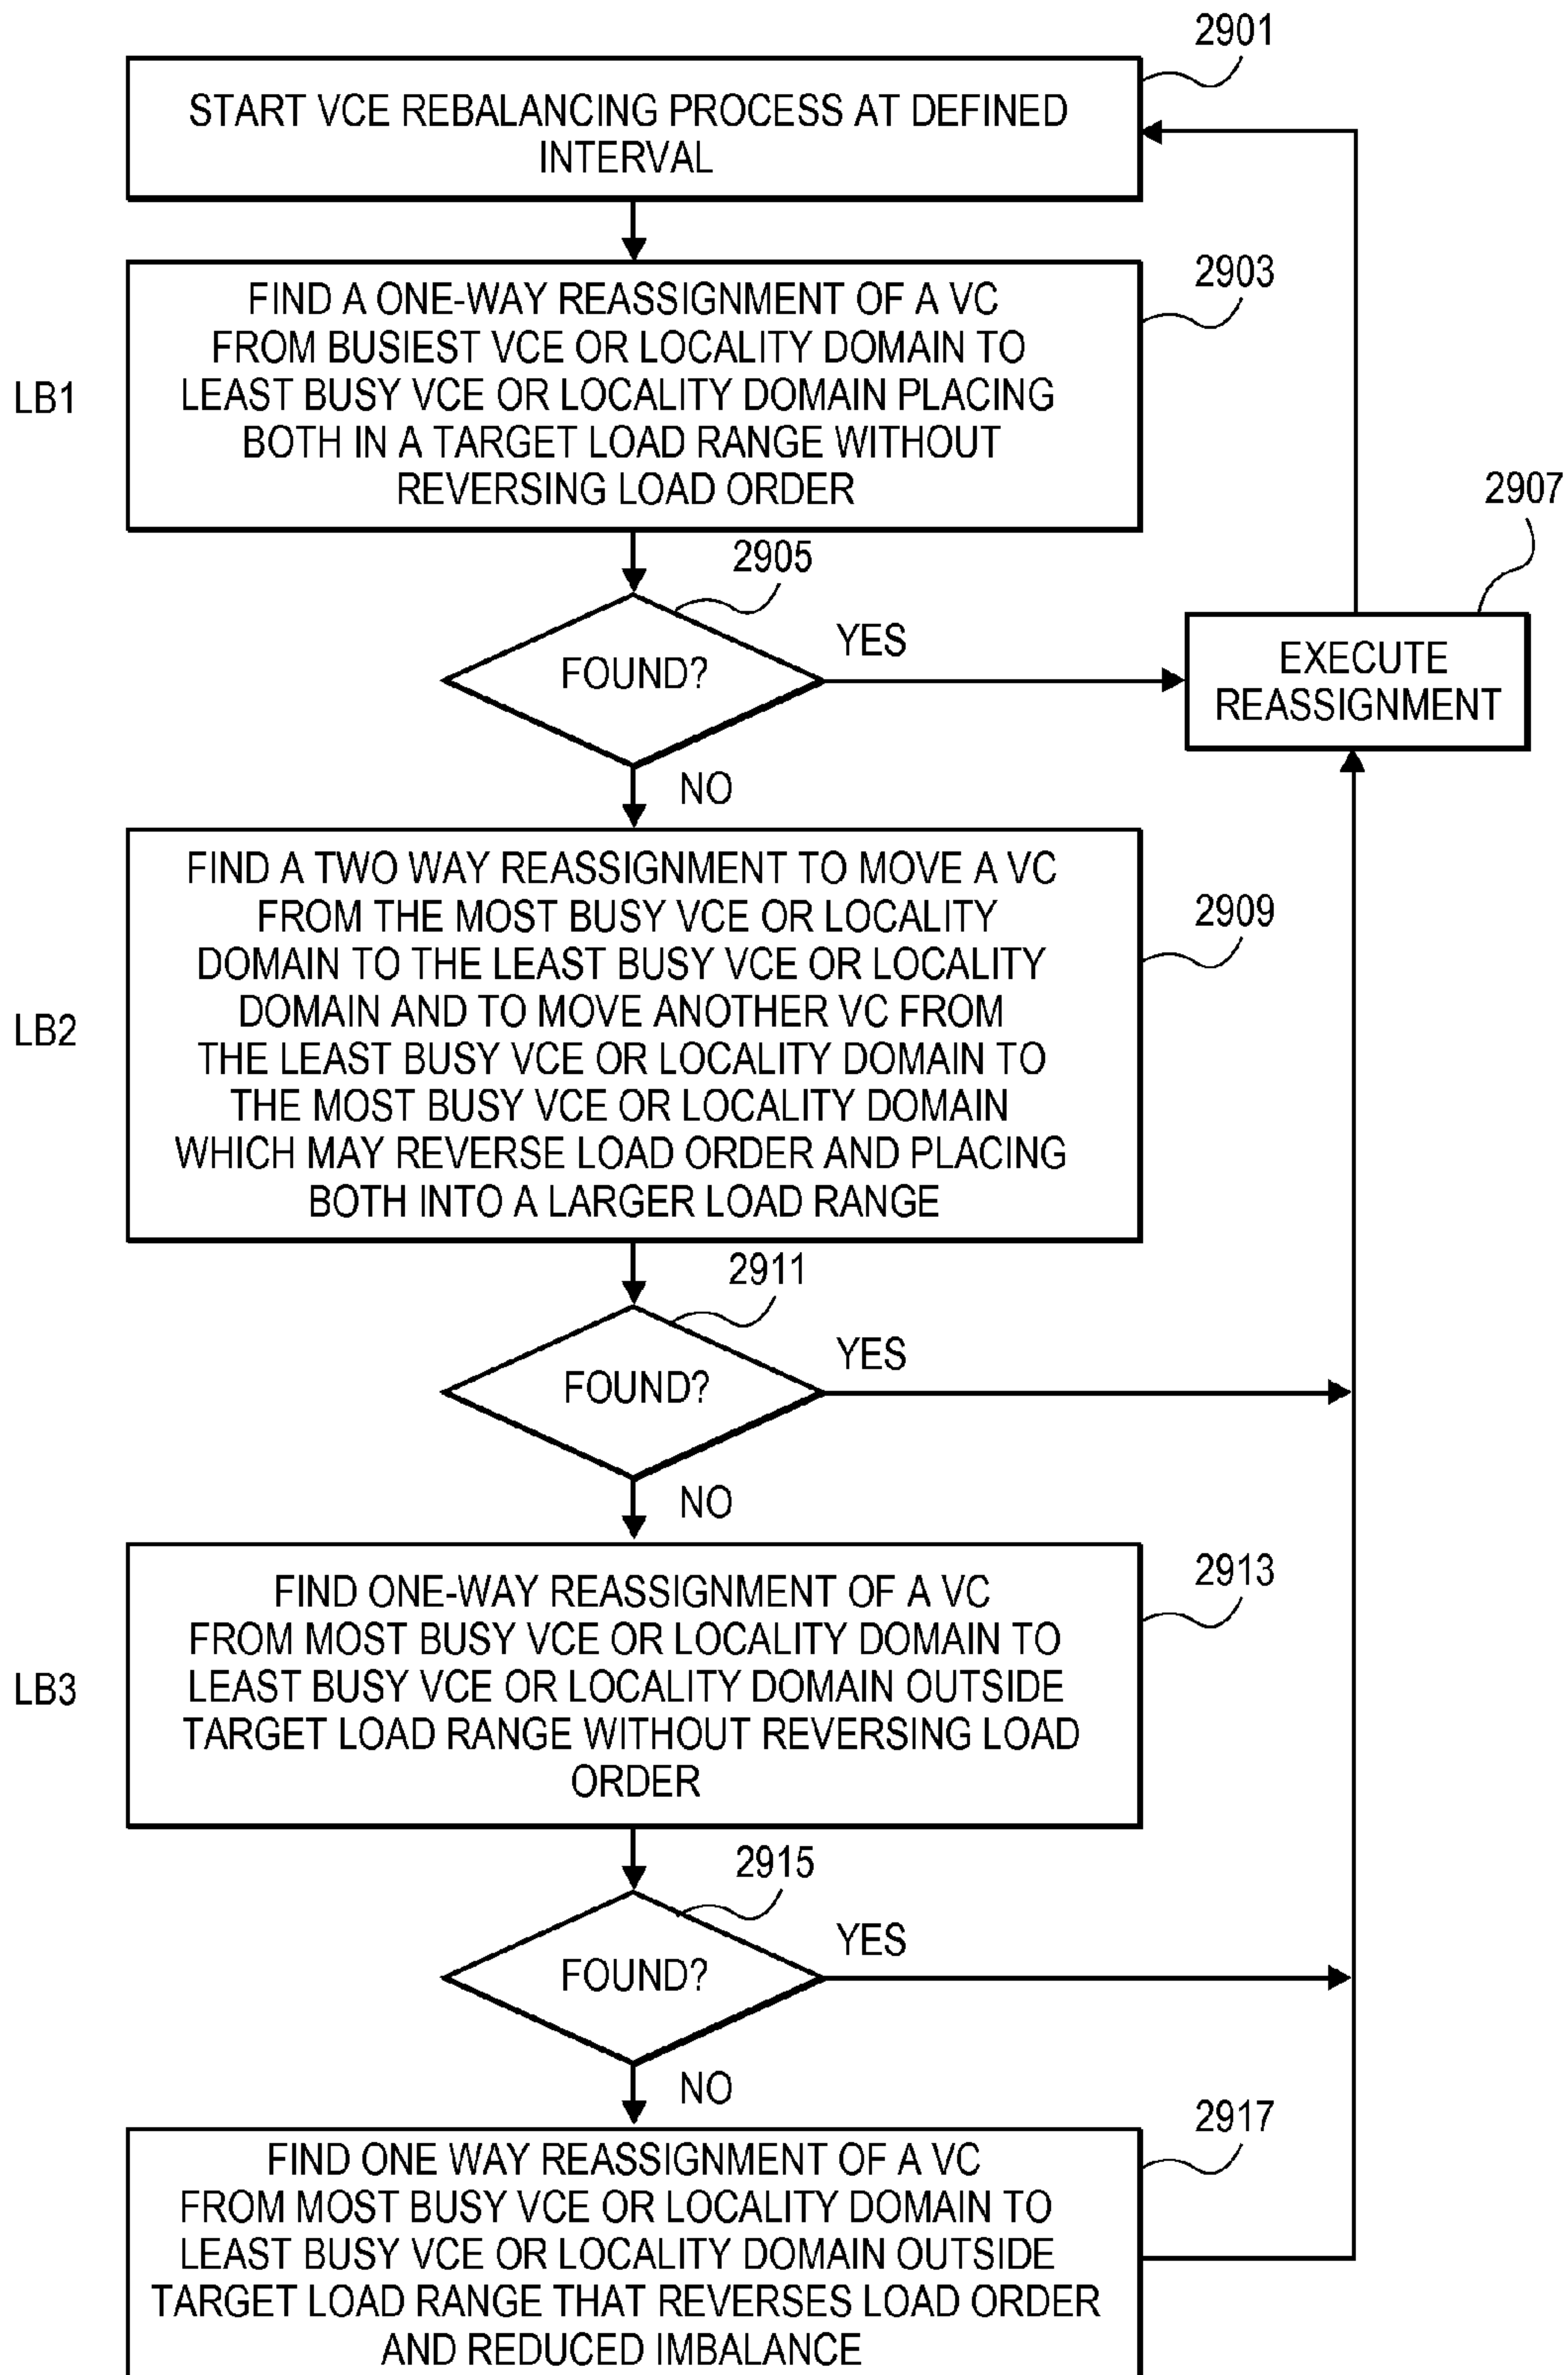 2901
START VCE REBALANCING PROCESS AT DEFINED
INTERVAL
2903
FIND A ONE-WAY REASSIGNMENT OF A VC
FROM BUSIEST VCE OR LOCALITY DOMAIN TO
LEAST BUSY VCE OR LOCALITY DOMAIN PLACING
BOTH IN A TARGET LOAD RANGE WITHOUT
REVERSING LOAD ORDER
LB1
2905
FOUND?
YES
NO
2907
EXECUTE
REASSIGNMENT
FIND A TWO WAY REASSIGNMENT TO MOVE A VC
FROM THE MOST BUSY VCE OR LOCALITY
DOMAIN TO THE LEAST BUSY VCE OR LOCALITY
DOMAIN AND TO MOVE ANOTHER VC FROM
THE LEAST BUSY VCE OR LOCALITY DOMAIN TO
THE MOST BUSY VCE OR LOCALITY DOMAIN
WHICH MAY REVERSE LOAD ORDER AND PLACING
BOTH INTO A LARGER LOAD RANGE
2909
LB2
2911
FOUND?
YES
NO
FIND ONE-WAY REASSIGNMENT OF A VC
FROM MOST BUSY VCE OR LOCALITY DOMAIN TO
LEAST BUSY VCE OR LOCALITY DOMAIN OUTSIDE
TARGET LOAD RANGE WITHOUT REVERSING LOAD
ORDER
2913
LB3
2915
FOUND?
YES
NO
2917
FIND ONE WAY REASSIGNMENT OF A VC
FROM MOST BUSY VCE OR LOCALITY DOMAIN TO
LEAST BUSY VCE OR LOCALITY DOMAIN OUTSIDE
TARGET LOAD RANGE THAT REVERSES LOAD ORDER
AND REDUCED IMBALANCE